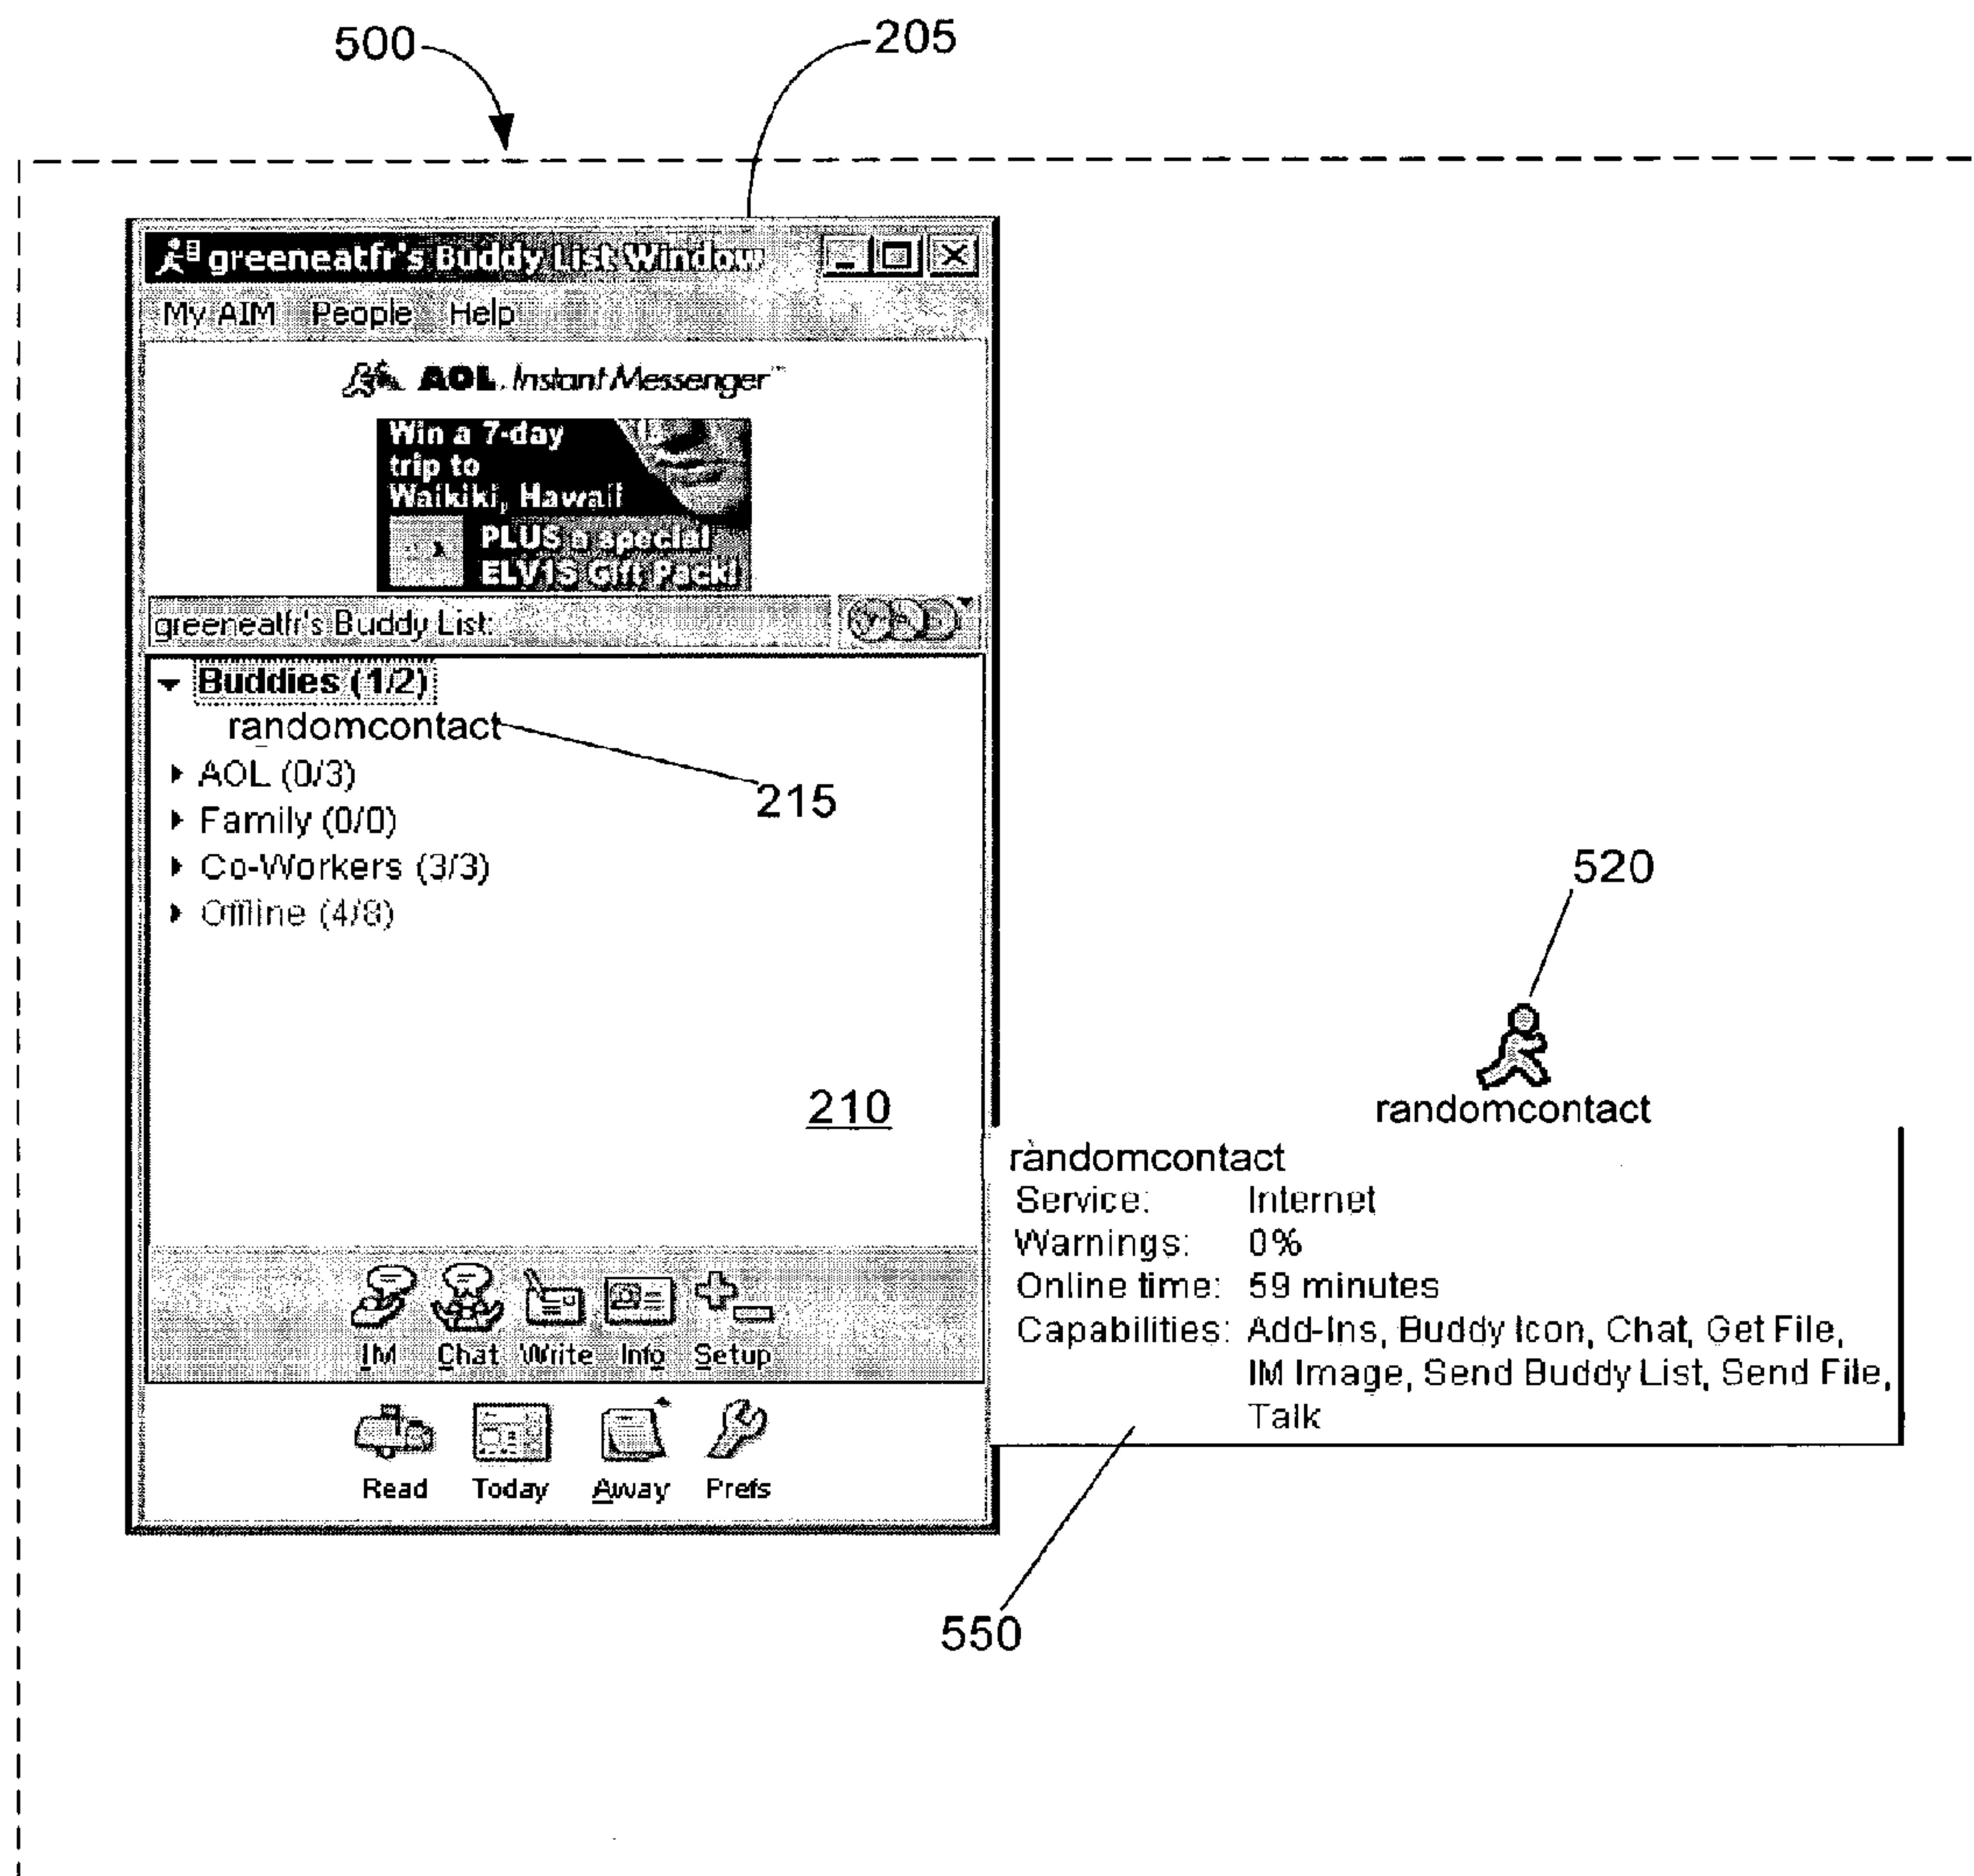 500
205
greeneatfr's Buddy List Window
My AIM People Help
AOL Instant Messenger™
Win a 7-day
trip to
Waikiki, Hawaii
PLUS a special
ELVIS Gift Pack!
greeneatfr's Buddy List:
Buddies (1/2)
randomcontact
215
AOL (0/3)
Family (0/0)
Co-Workers (3/3)
Offline (4/8)
520
randomcontact
210
randomcontact
Service: Internet
Warnings: 0%
Online time: 59 minutes
Capabilities: Add-Ins, Buddy Icon, Chat, Get File,
IM Image, Send Buddy List, Send File,
Talk
IM Chat Write Info Setup
Read Today Away Prefs
550